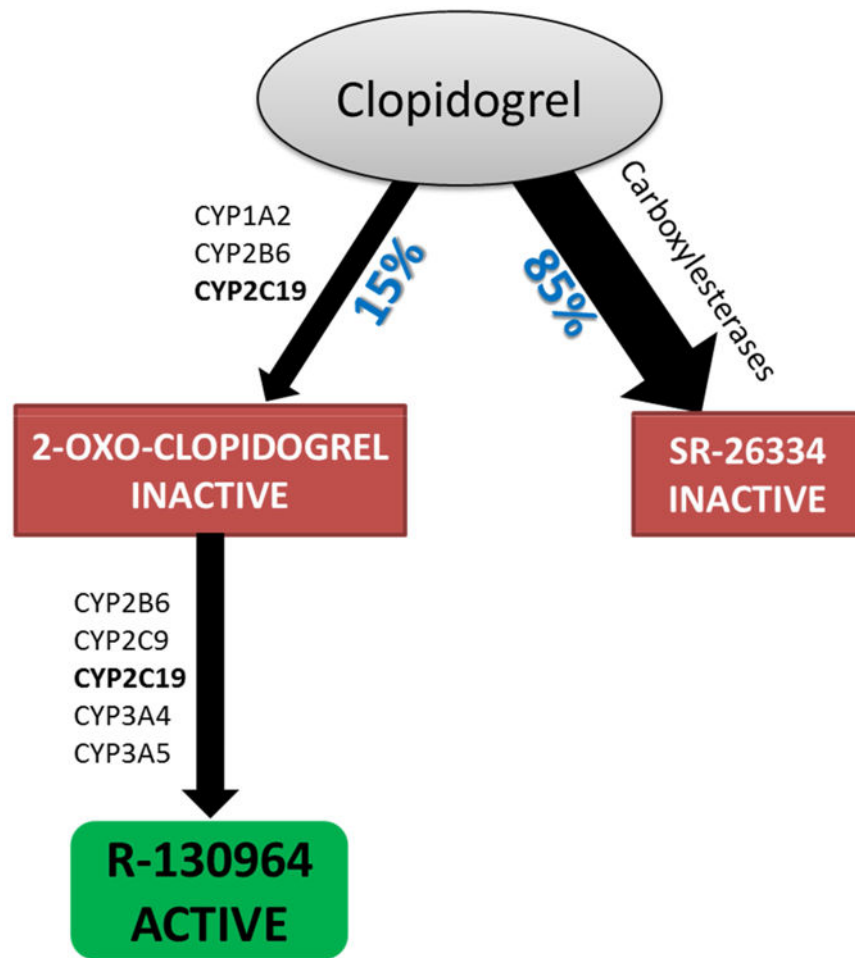 Clopidogrel
CYP1A2
CYP2B6
CYP2C19
15%
85%
Carboxylesterases
2-OXO-CLOPIDOGREL
INACTIVE
SR-26334
INACTIVE
CYP2B6
CYP2C9
CYP2C19
CYP3A4
CYP3A5
R-130964
ACTIVE